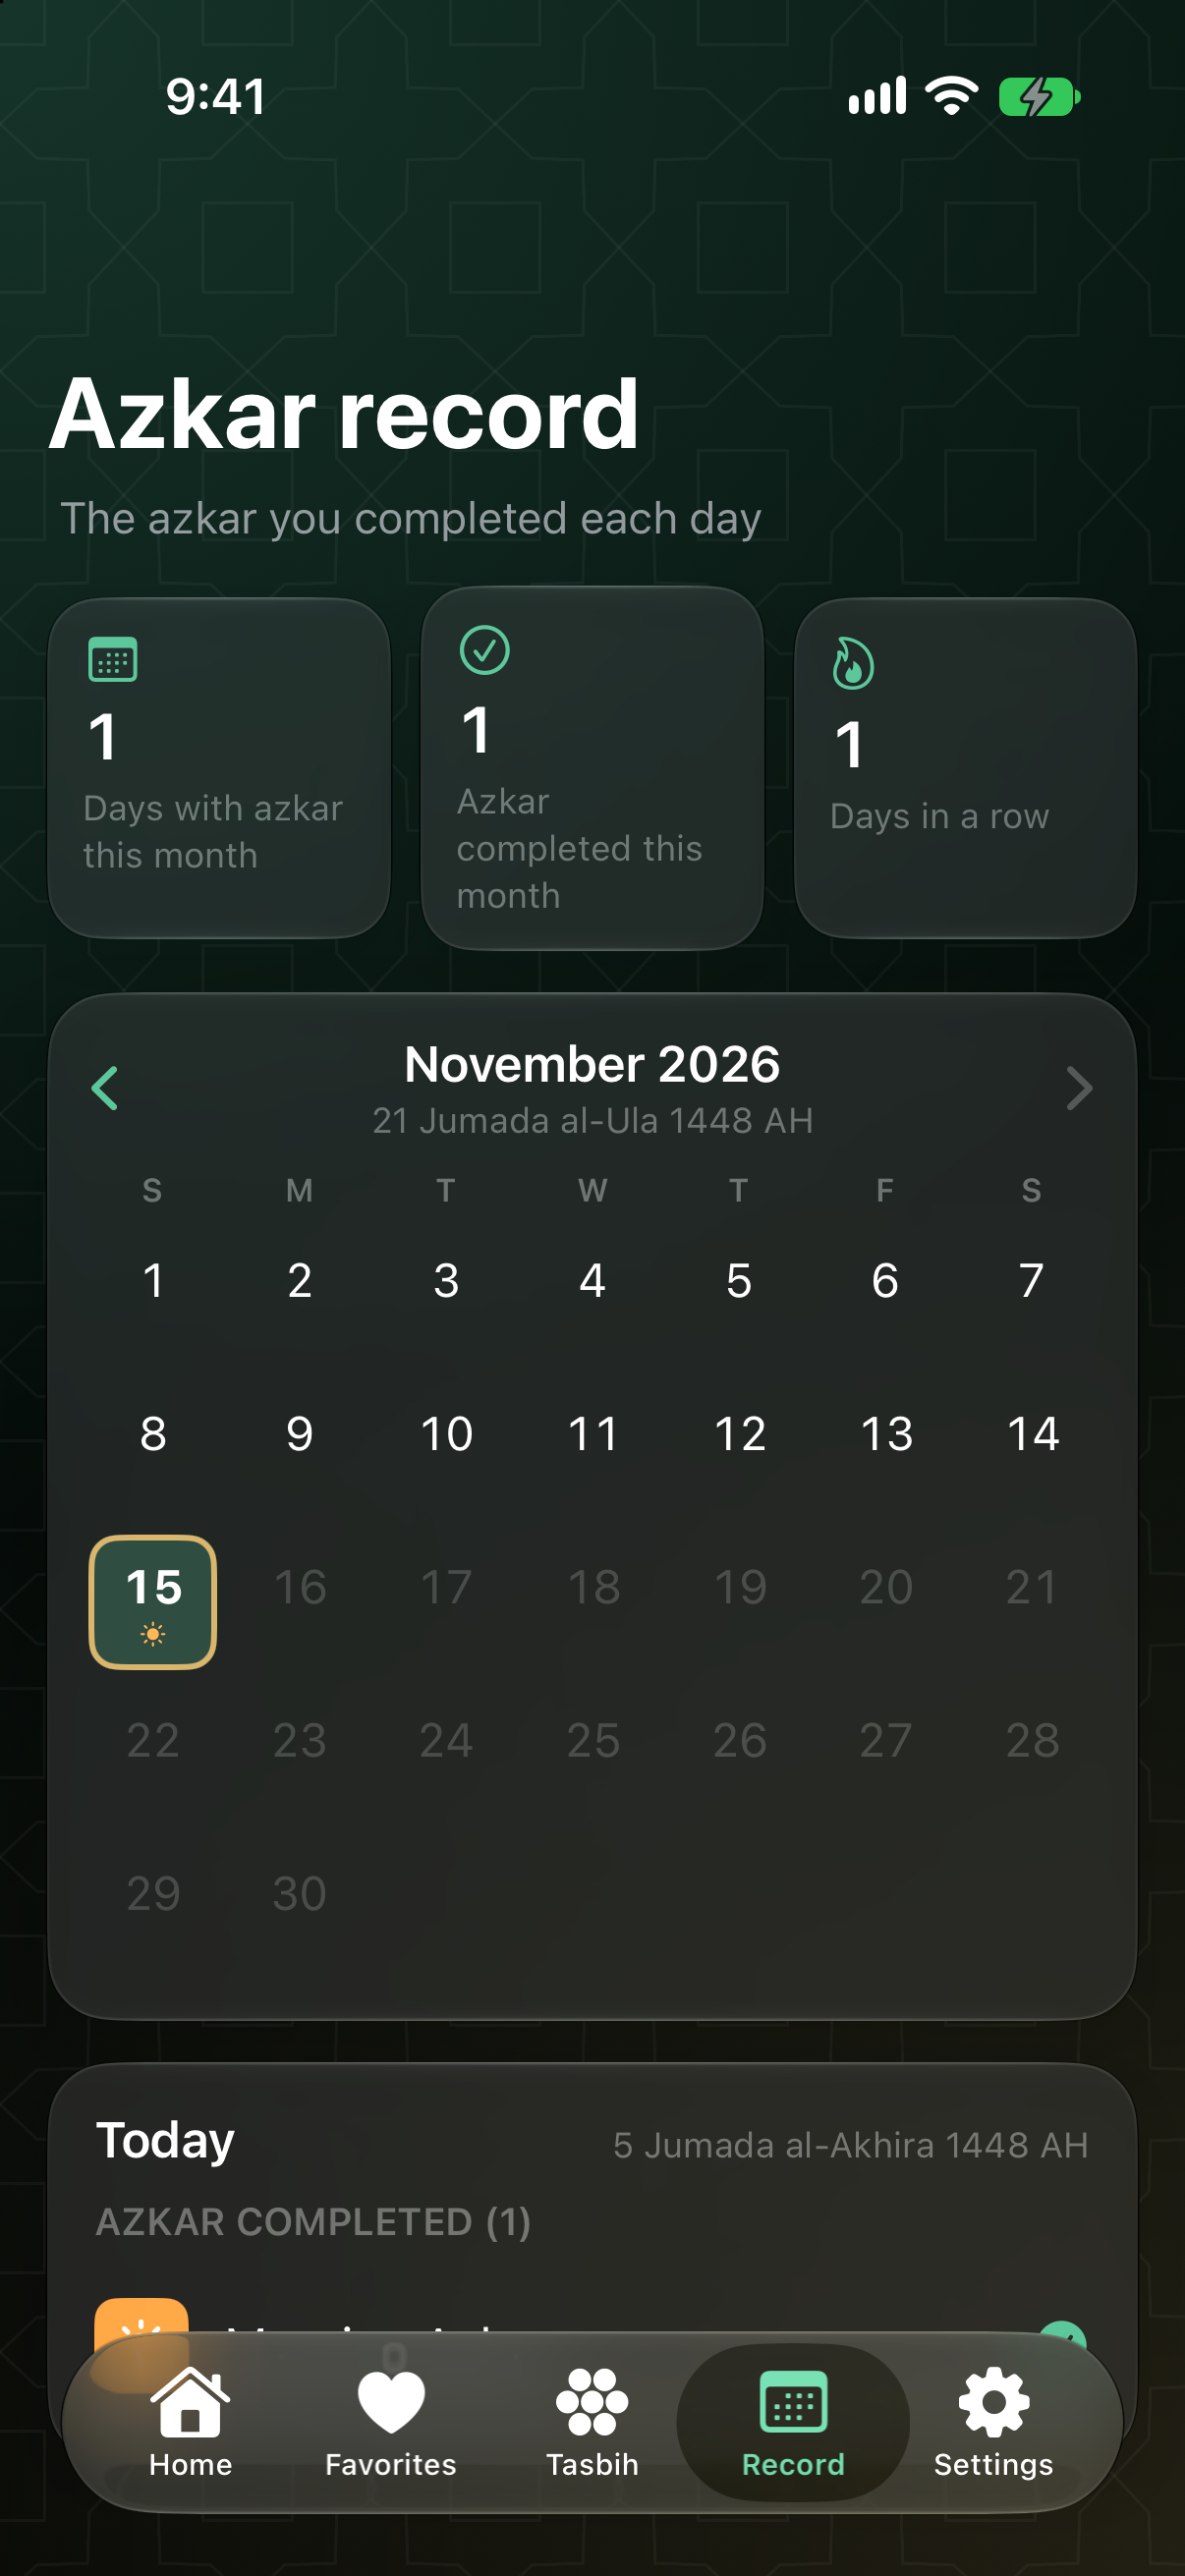 9:41
Azkar record
The azkar you completed each day
1
Days with azkar
this month
1
Azkar
completed this
month
1
Days in a row
November 2026
21 Jumada al-Ula 1448 AH
S M T W T F S
1 2 3 4 5 6 7
8 9 10 11 12 13 14
15 16 17 18 19 20 21
22 23 24 25 26 27 28
29 30
Today
5 Jumada al-Akhira 1448 AH
AZKAR COMPLETED (1)
Home
Favorites
Tasbih
Record
Settings